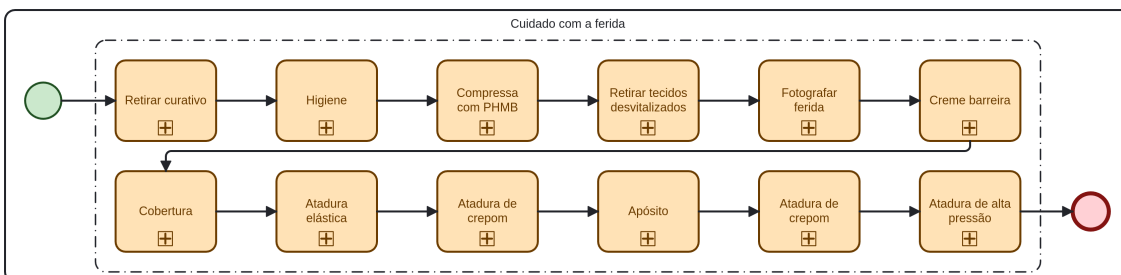 Cuidado com a ferida
Retirar curativo
Higiene
Compressa
com PHMB
Retirar tecidos
desvitalizados
Fotografar
ferida
Creme barreira
Cobertura
Atadura
elástica
Atadura de
crepom
Apósito
Atadura de
crepom
Atadura de alta
pressão